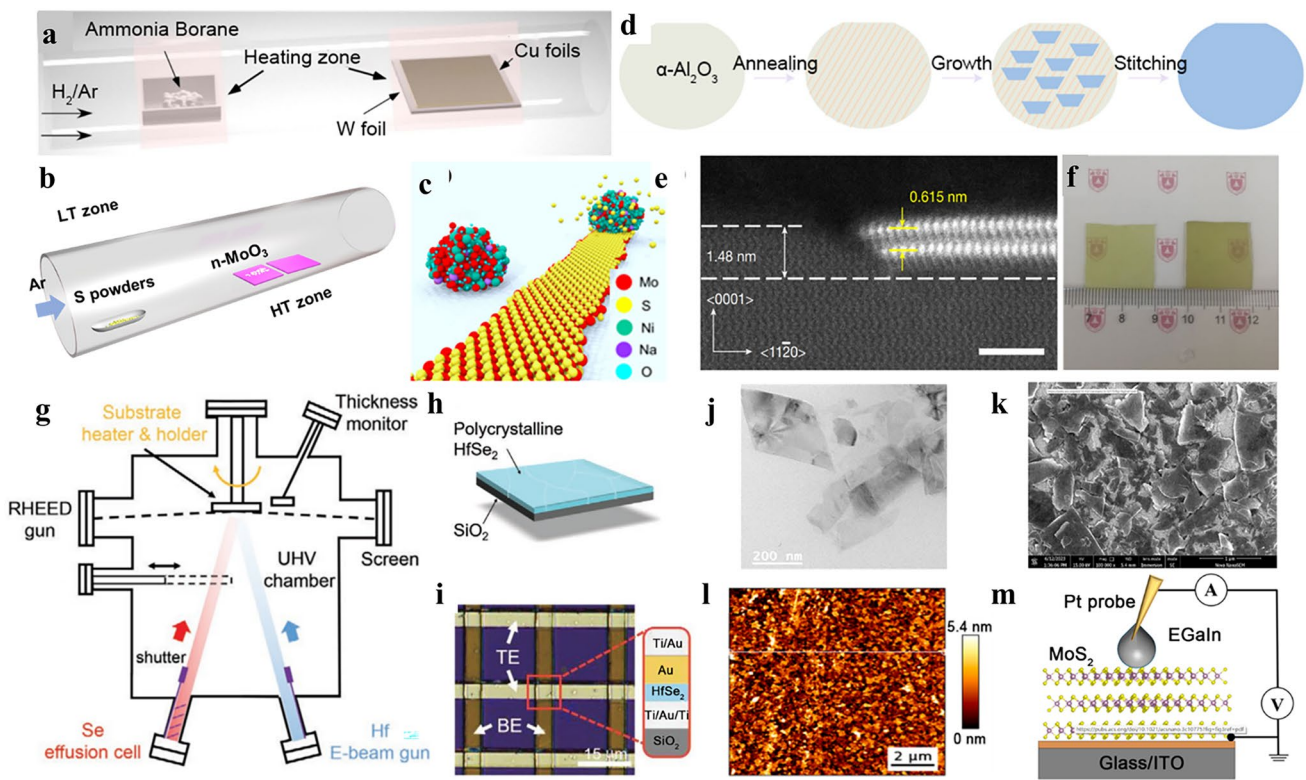 a
Ammonia Borane
Heating zone
Cu foils
H₂/Ar
W foil
d
α-Al₂O₃
Annealing
Growth
Stitching
b
LT zone
n-MoO₃
Ar
S powders
HT zone
c
Mo
S
Ni
Na
O
e
0.615 nm
1.48 nm
<0001>
<112̄0>
f
7 8 9 10 11 12
g
Substrate
heater & holder
Thickness
monitor
RHEED
gun
UHV
chamber
Screen
shutter
Se
effusion cell
Hf
E-beam gun
h
Polycrystalline
HfSe₂
SiO₂
i
TE
BE
15 μm
Ti/Au
Au
HfSe₂
Ti/Au/Ti
SiO₂
j
200 nm
k
l
5.4 nm
0 nm
2 μm
m
Pt probe
A
EGaIn
MoS₂
V
Glass/ITO